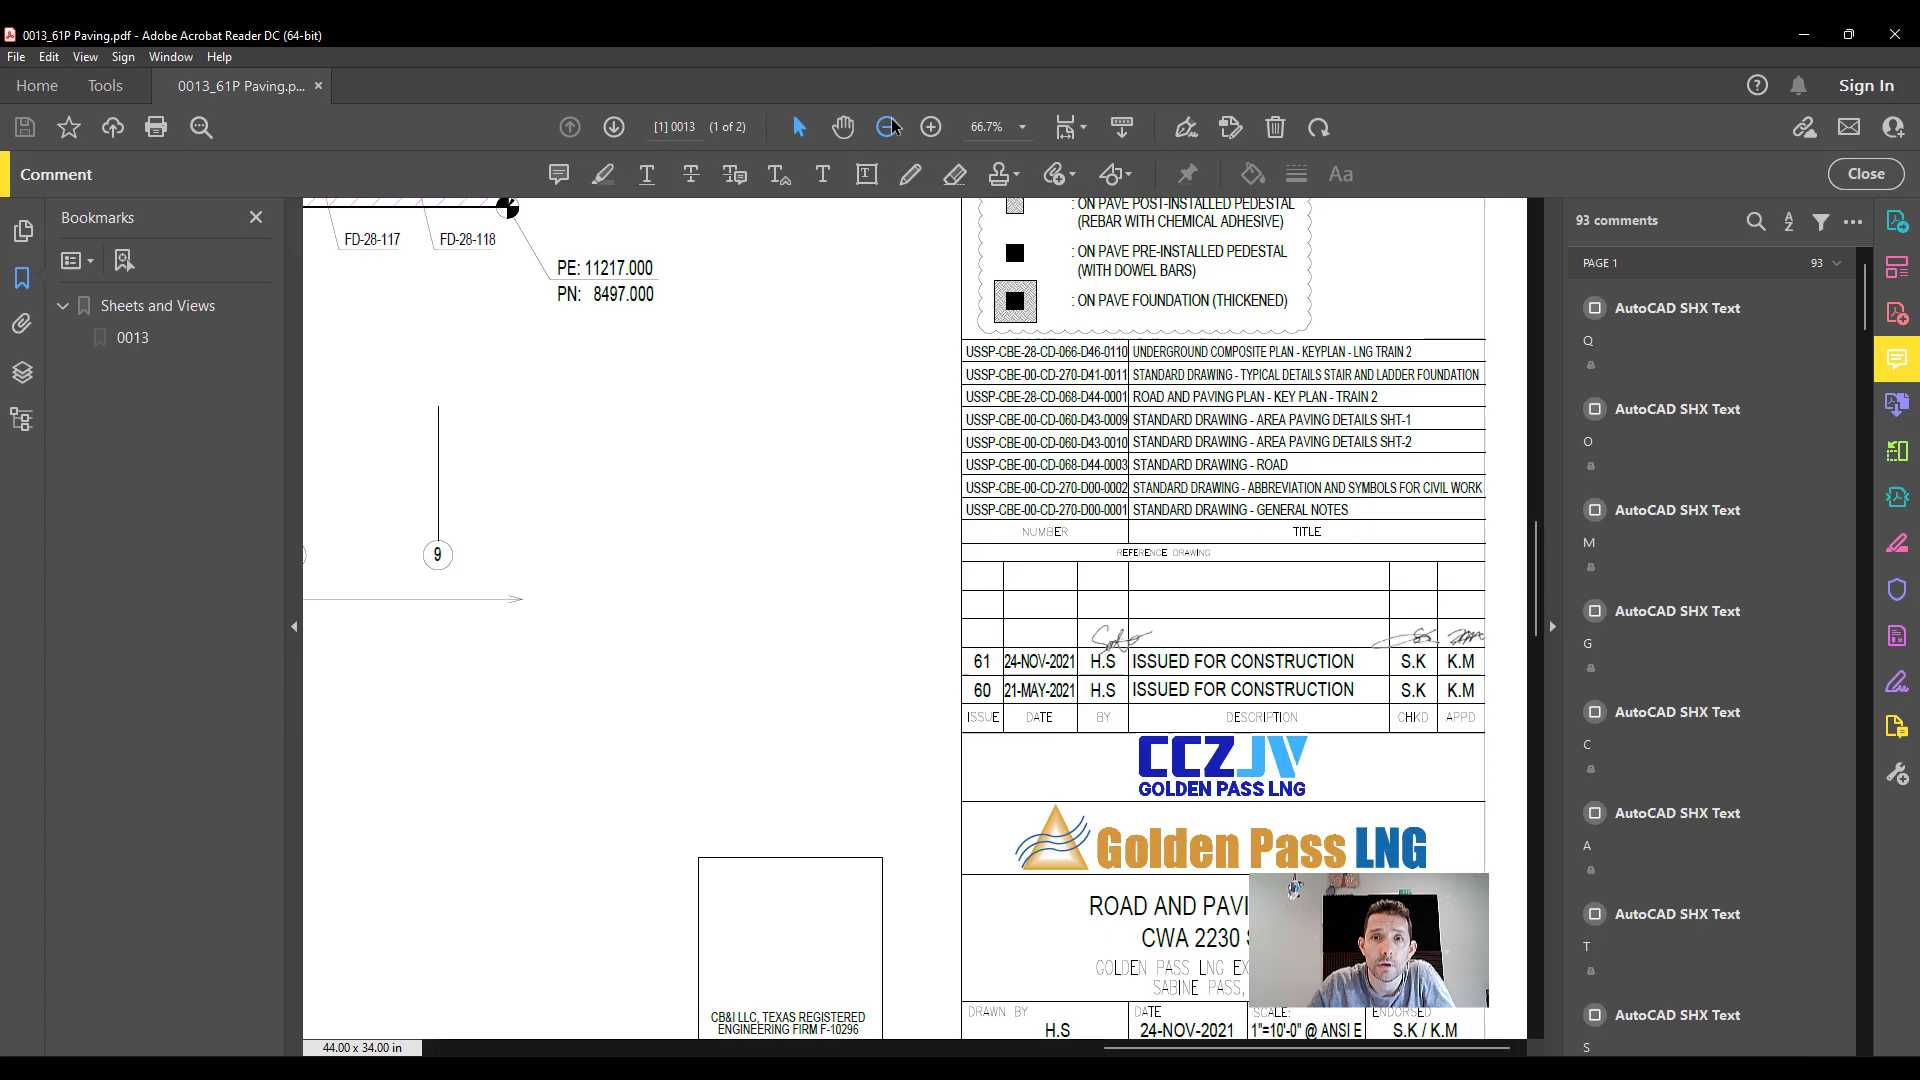 0013_61P Paving.pdf - Adobe Acrobat Reader DC (64-bit)
File Edit View Sign Window Help
Home Tools 0013_61P Paving.p... × Sign In
[1] 0013 (1 of 2) 66.7%
Comment Close
Bookmarks
Sheets and Views
0013
FD-28-117 FD-28-118
PE: 11217.000
PN: 8497.000
9
: ON PAVE POST-INSTALLED PEDESTAL
(REBAR WITH CHEMICAL ADHESIVE)
: ON PAVE PRE-INSTALLED PEDESTAL
(WITH DOWEL BARS)
: ON PAVE FOUNDATION (THICKENED)
USSP-CBE-28-CD-066-D46-0110 UNDERGROUND COMPOSITE PLAN - KEYPLAN - LNG TRAIN 2
USSP-CBE-00-CD-270-D41-0011 STANDARD DRAWING - TYPICAL DETAILS STAIR AND LADDER FOUNDATION
USSP-CBE-28-CD-068-D44-0001 ROAD AND PAVING PLAN - KEY PLAN - TRAIN 2
USSP-CBE-00-CD-060-D43-0009 STANDARD DRAWING - AREA PAVING DETAILS SHT-1
USSP-CBE-00-CD-060-D43-0010 STANDARD DRAWING - AREA PAVING DETAILS SHT-2
USSP-CBE-00-CD-068-D44-0003 STANDARD DRAWING - ROAD
USSP-CBE-00-CD-270-D00-0002 STANDARD DRAWING - ABBREVIATION AND SYMBOLS FOR CIVIL WORK
USSP-CBE-00-CD-270-D00-0001 STANDARD DRAWING - GENERAL NOTES
NUMBER TITLE
REFERENCE DRAWING
61 24-NOV-2021 H.S ISSUED FOR CONSTRUCTION S.K K.M
60 21-MAY-2021 H.S ISSUED FOR CONSTRUCTION S.K K.M
ISSUE DATE BY DESCRIPTION CHKD APPD
CCZJV
GOLDEN PASS LNG
Golden Pass LNG
ROAD AND PAVI
CWA 2230
GOLDEN PASS LNG EX
SABINE PASS,
DRAWN BY DATE SCALE: ENDORSED
H.S 24-NOV-2021 1"=10'-0" @ ANSI E S.K / K.M
CB&I LLC, TEXAS REGISTERED
ENGINEERING FIRM F-10296
44.00 x 34.00 in
93 comments
PAGE 1 93
AutoCAD SHX Text
Q
AutoCAD SHX Text
O
AutoCAD SHX Text
M
AutoCAD SHX Text
G
AutoCAD SHX Text
C
AutoCAD SHX Text
A
AutoCAD SHX Text
T
AutoCAD SHX Text
S